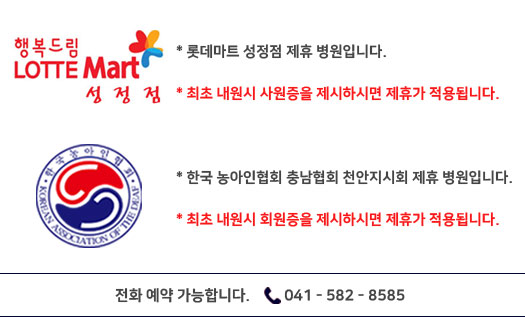 행복드림
LOTTE Mart
성정점
* 롯데마트 성정점 제휴 병원입니다.
* 최초 내원시 사원증을 제시하시면 제휴가 적용됩니다.
한국농아인협회
KOREAN ASSOCIATION OF THE DEAF
* 한국 농아인협회 충남협회 천안지시회 제휴 병원입니다.
* 최초 내원시 회원증을 제시하시면 제휴가 적용됩니다.
전화 예약 가능합니다. 041 - 582 - 8585